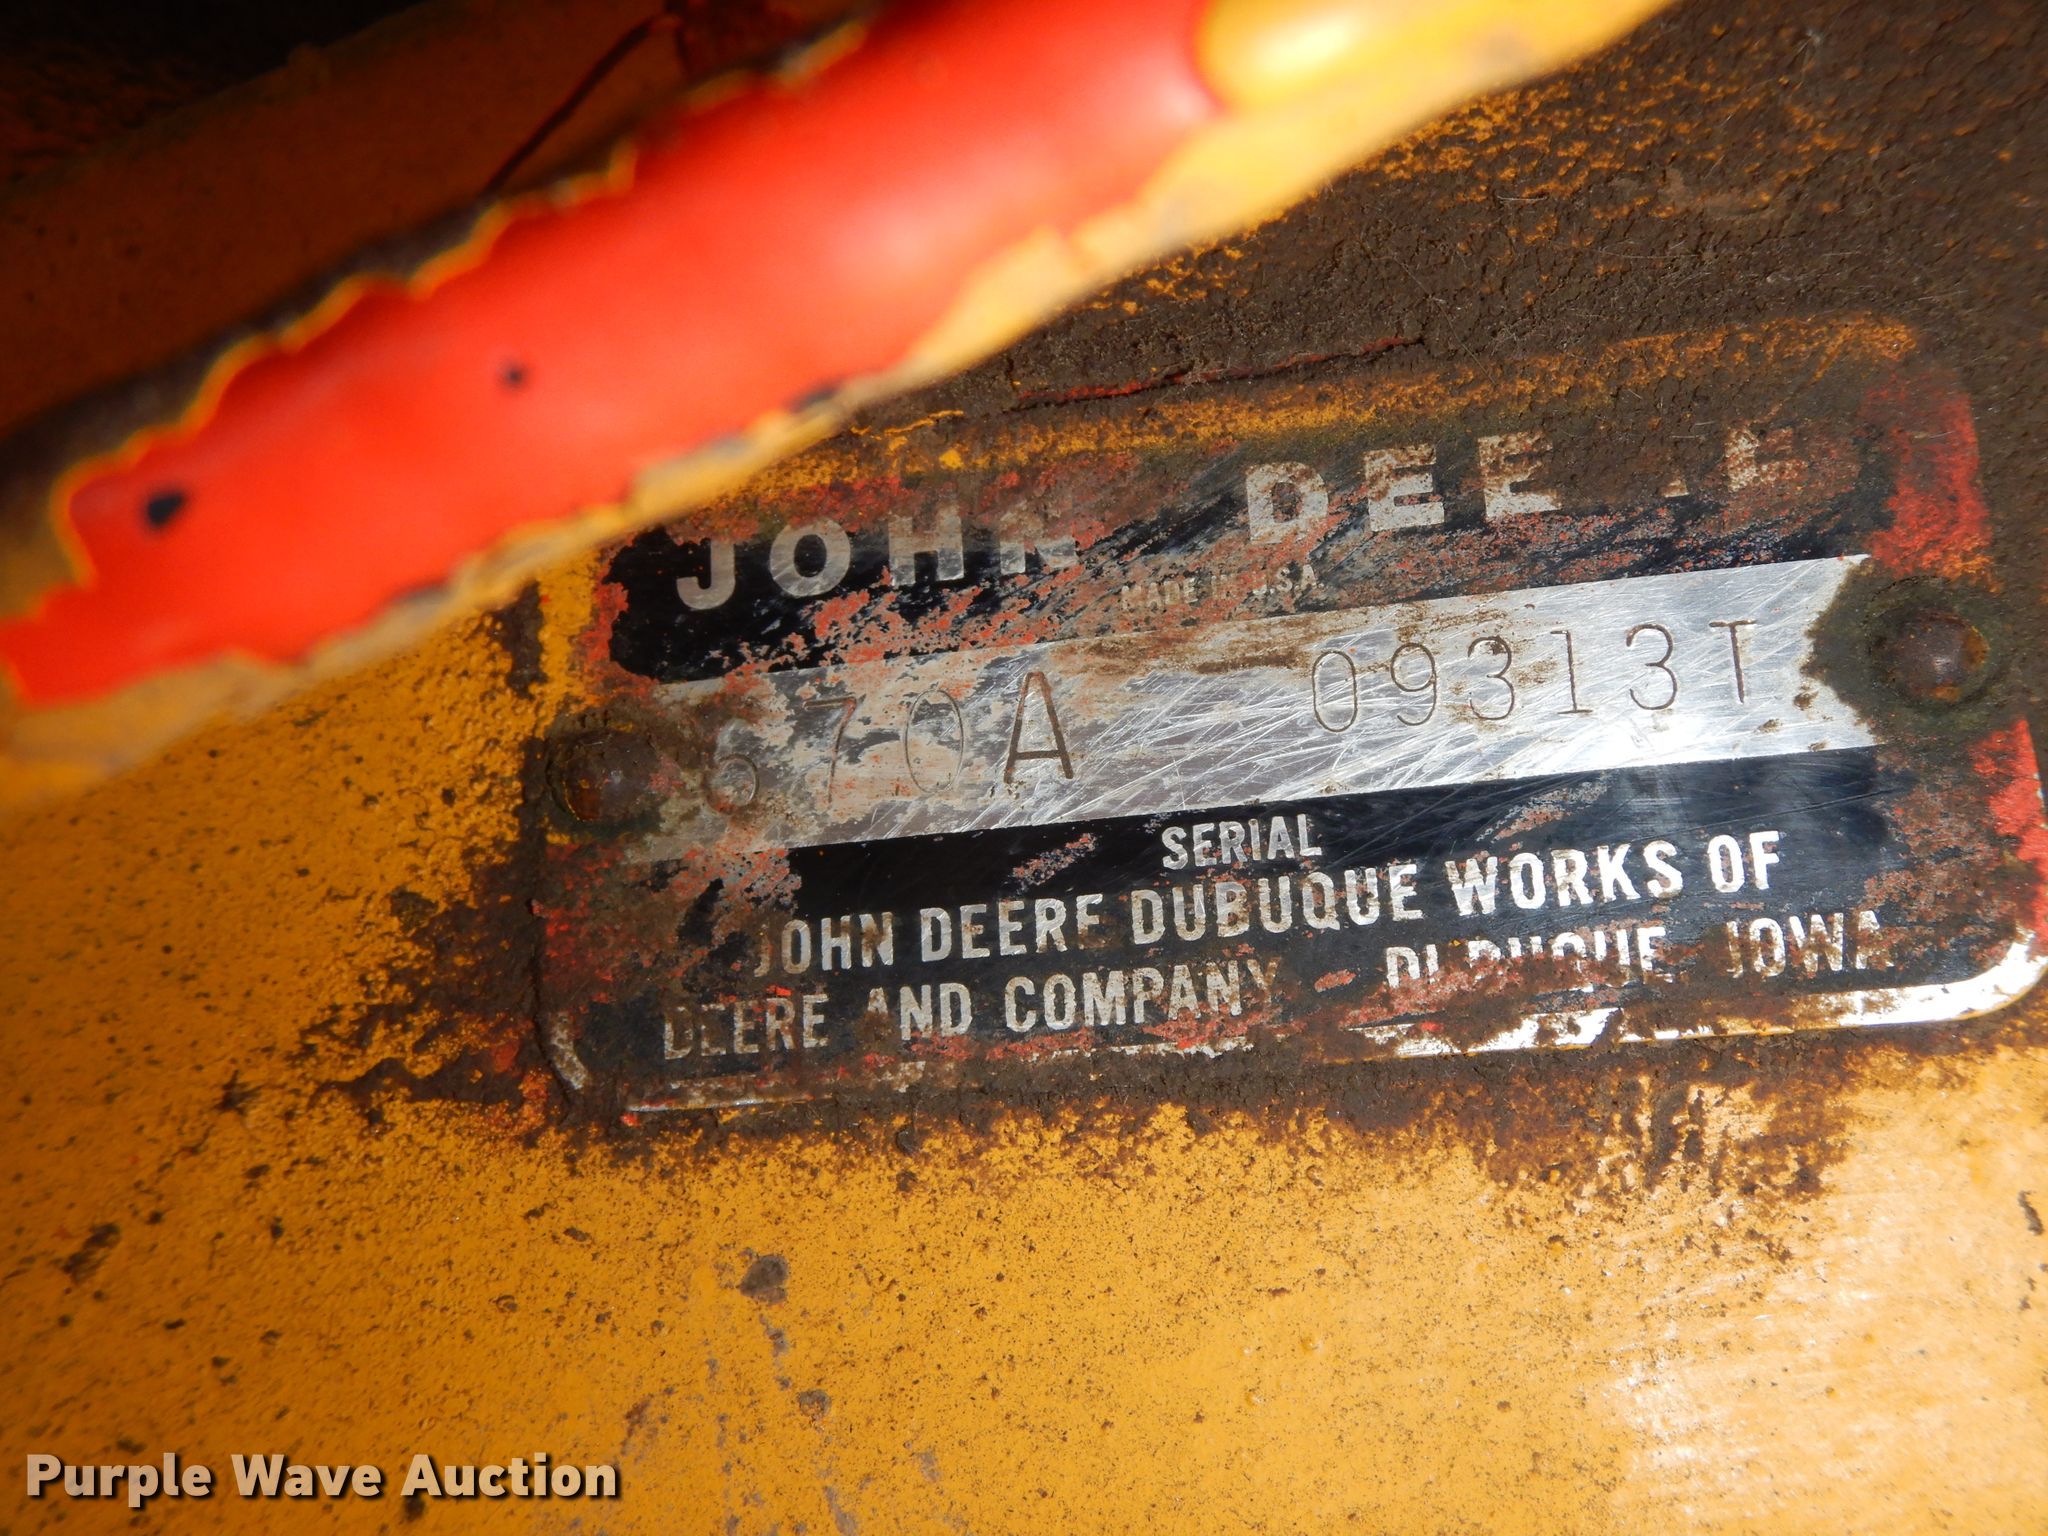 JOHN DEERE
MADE IN U.S.A.
670A 09313T
SERIAL
JOHN DEERE DUBUQUE WORKS OF
DEERE AND COMPANY DUBUQUE IOWA
Purple Wave Auction